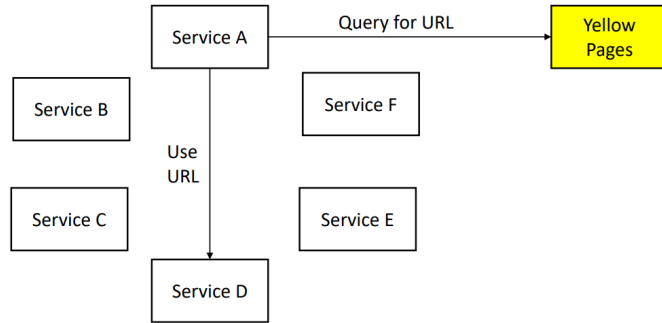 Service A
Query for URL
Yellow
Pages
Service B
Service F
Use
URL
Service C
Service E
Service D